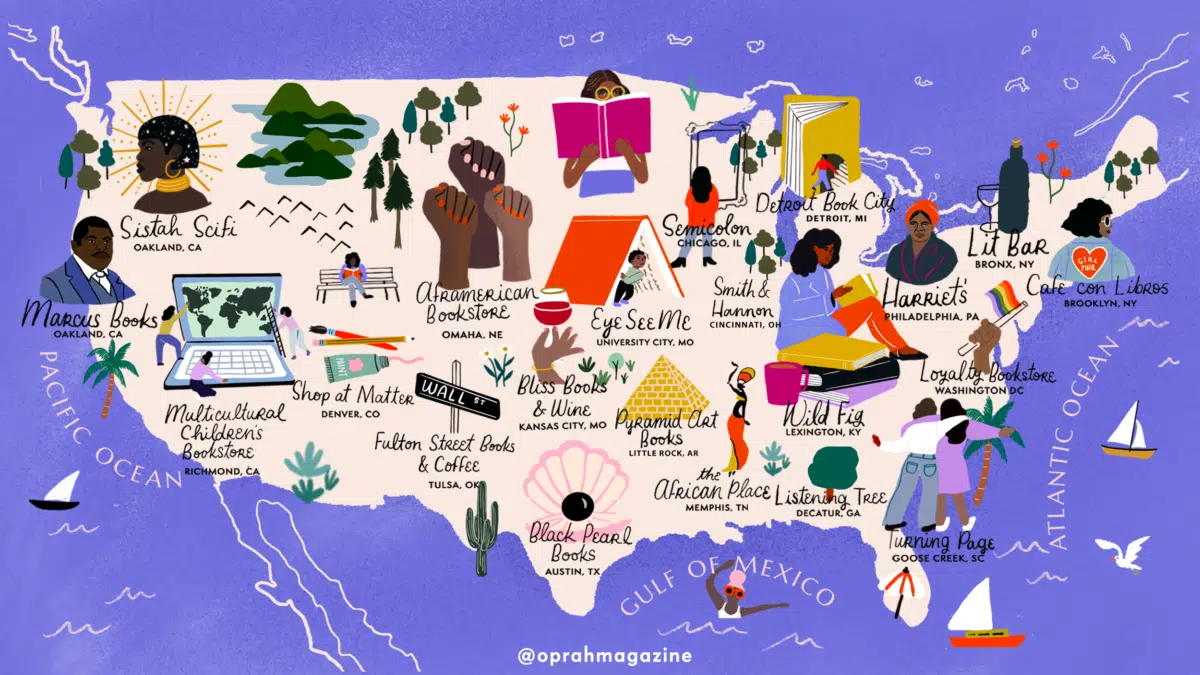 Sistah Scifi
OAKLAND, CA
Marcus Books
OAKLAND, CA
PACIFIC OCEAN
Multicultural
Children's
Bookstore
RICHMOND, CA
Shop at Matter
DENVER, CO
PAINT
Aframerican
Bookstore
OMAHA, NE
WALL ST
Fulton Street Books
& Coffee
TULSA, OK
Bliss Books
& Wine
KANSAS CITY, MO
EyeSeeMe
UNIVERSITY CITY, MO
Semicolon
CHICAGO, IL
Detroit Book City
DETROIT, MI
Smith &
Hannon
CINCINNATI, OH
Pyramid Art
Books
LITTLE ROCK, AR
Black Pearl
Books
AUSTIN, TX
the
African Place
MEMPHIS, TN
Wild Fig
LEXINGTON, KY
Listening Tree
DECATUR, GA
Harriet's
PHILADELPHIA, PA
Lit Bar
BRONX, NY
GIRL
PWR
Cafe con Libros
BROOKLYN, NY
Loyalty Bookstore
WASHINGTON DC
Turning Page
GOOSE CREEK, SC
ATLANTIC OCEAN
GULF OF MEXICO
@oprahmagazine